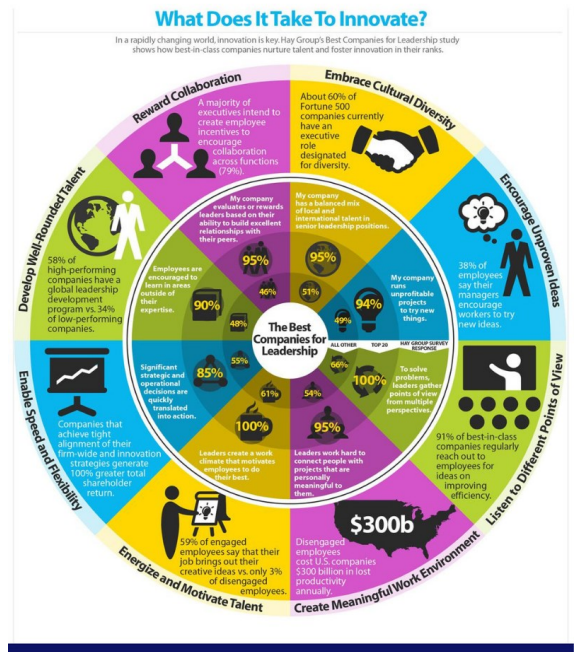 What Does It Take To Innovate?
In a rapidly changing world, innovation is key. Hay Group's Best Companies for Leadership study
shows how best-in-class companies nurture talent and foster innovation in their ranks.
Reward Collaboration
A majority of
executives intend to
create employee
incentives to
encourage
collaboration
across functions
(79%).
Embrace Cultural Diversity
About 60% of
Fortune 500
companies currently
have an
executive
role
designated
for diversity.
Encourage Unproven Ideas
38% of
employees
say their
managers
encourage
workers to try
new ideas.
Listen to Different Points of View
91% of best-in-class
companies regularly
reach out to
employees for
ideas on
improving
efficiency.
Create Meaningful Work Environment
$300b
Disengaged
employees
cost U.S. companies
$300 billion in lost
productivity
annually.
Energize and Motivate Talent
59% of engaged
employees say that their
job brings out their
creative ideas vs. only 3%
of disengaged
employees.
Enable Speed and Flexibility
Companies that
achieve tight
alignment of their
firm-wide and innovation
strategies generate
100% greater total
shareholder
return.
Develop Well-Rounded Talent
58% of
high-performing
companies have a
global leadership
development
program vs. 34%
of low-performing
companies.
My company
evaluates or rewards
leaders based on their
ability to build excellent
relationships with
their peers.
95%
46%
My company
has a balanced mix
of local and
international talent in
senior leadership positions.
95%
51%
My company
runs
unprofitable
projects
to try new
things.
94%
49%
ALL OTHER
TOP 20
HAY GROUP SURVEY
RESPONSE
To solve
problems,
leaders gather
points of view
from multiple
perspectives.
100%
66%
Leaders work hard to
connect people with
projects that are
personally
meaningful to
them.
95%
54%
Leaders create a work
climate that motivates
employees to do
their best.
100%
61%
Significant
strategic and
operational
decisions are
quickly
translated
into action.
85%
55%
Employees are
encouraged to
learn in areas
outside of
their
expertise.
90%
48%
The Best
Companies for
Leadership